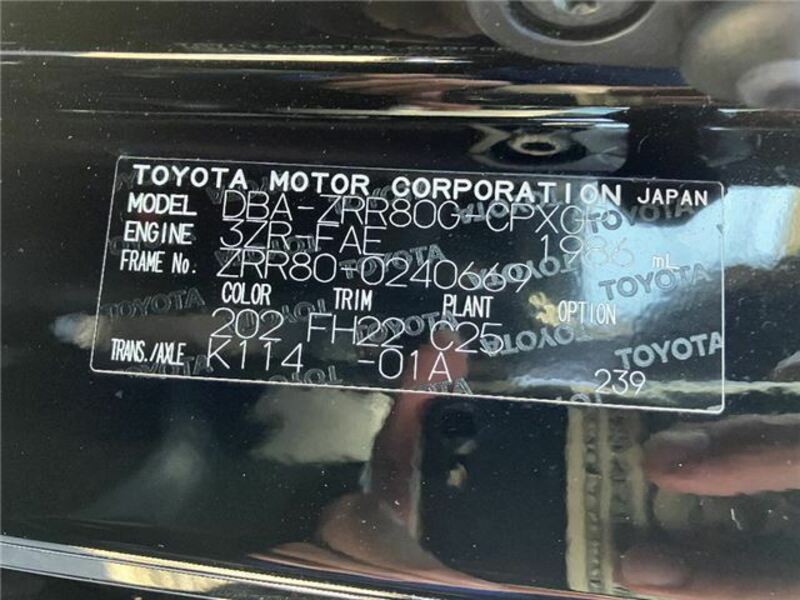 TOYOTA MOTOR CORPORATION JAPAN
MODEL DBA-ZRR80G-CPXGK
ENGINE 3ZR-FAE 1986 mL
FRAME No. ZRR80-0240669
COLOR TRIM PLANT OPTION
202 FH22 C25
TRANS./AXLE K114 -01A
239